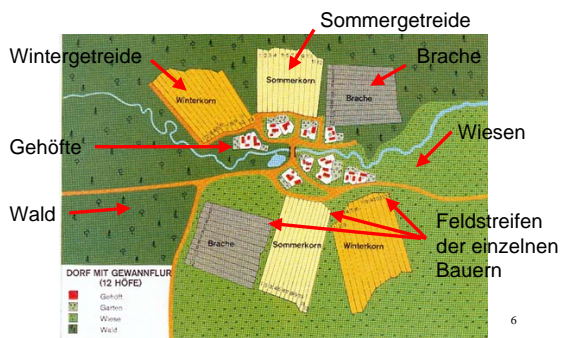 Sommergetreide
Wintergetreide
Brache
Sommerkorn
Winterkorn
Brache
Gehöfte
Wiesen
Wald
Feldstreifen
der einzelnen
Bauern
Brache
Sommerkorn
Winterkorn
DORF MIT GEWANNFLUR
(12 HÖFE)
Gehöft
Garten
Wiese
Wald
6